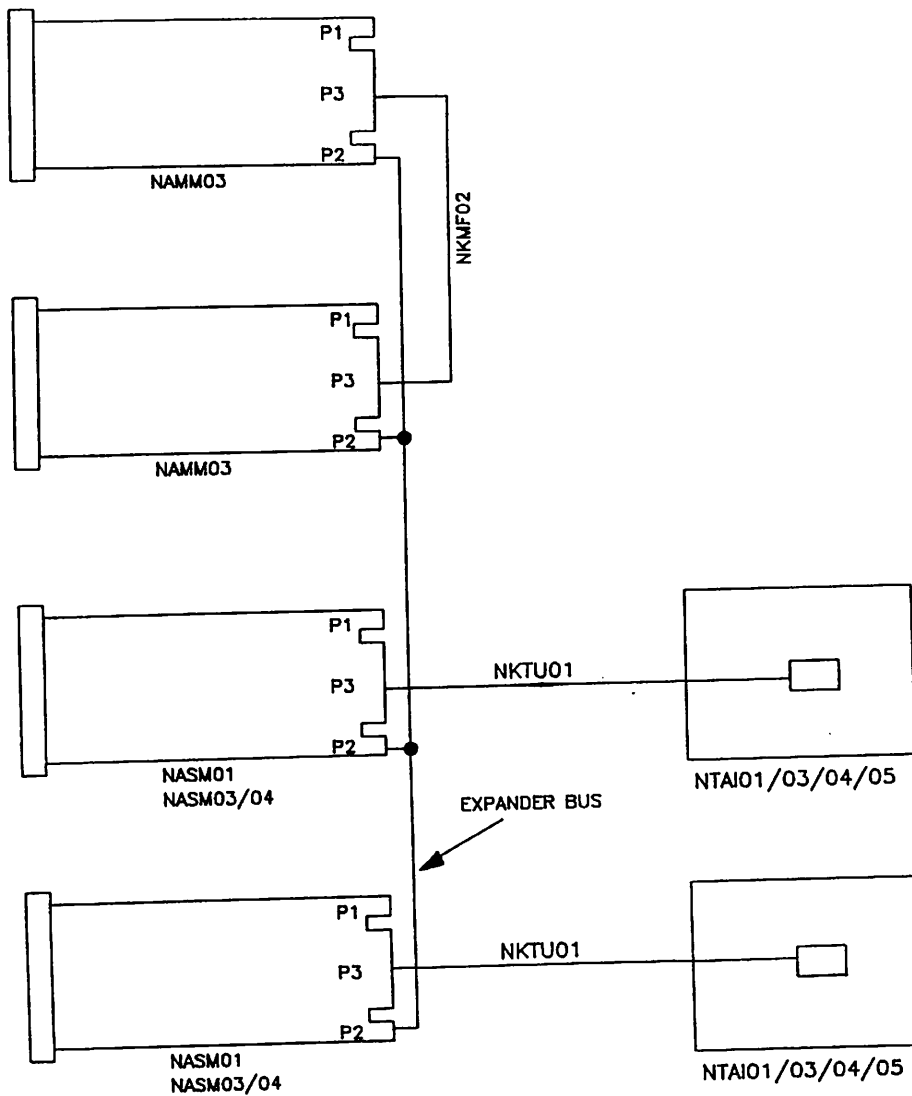 P1
P3
P2
NAMM03
NKMF02
P1
P3
P2
NAMM03
P1
P3
P2
NASM01
NASM03/04
NKTU01
NTAI01/03/04/05
EXPANDER BUS
P1
P3
P2
NASM01
NASM03/04
NKTU01
NTAI01/03/04/05